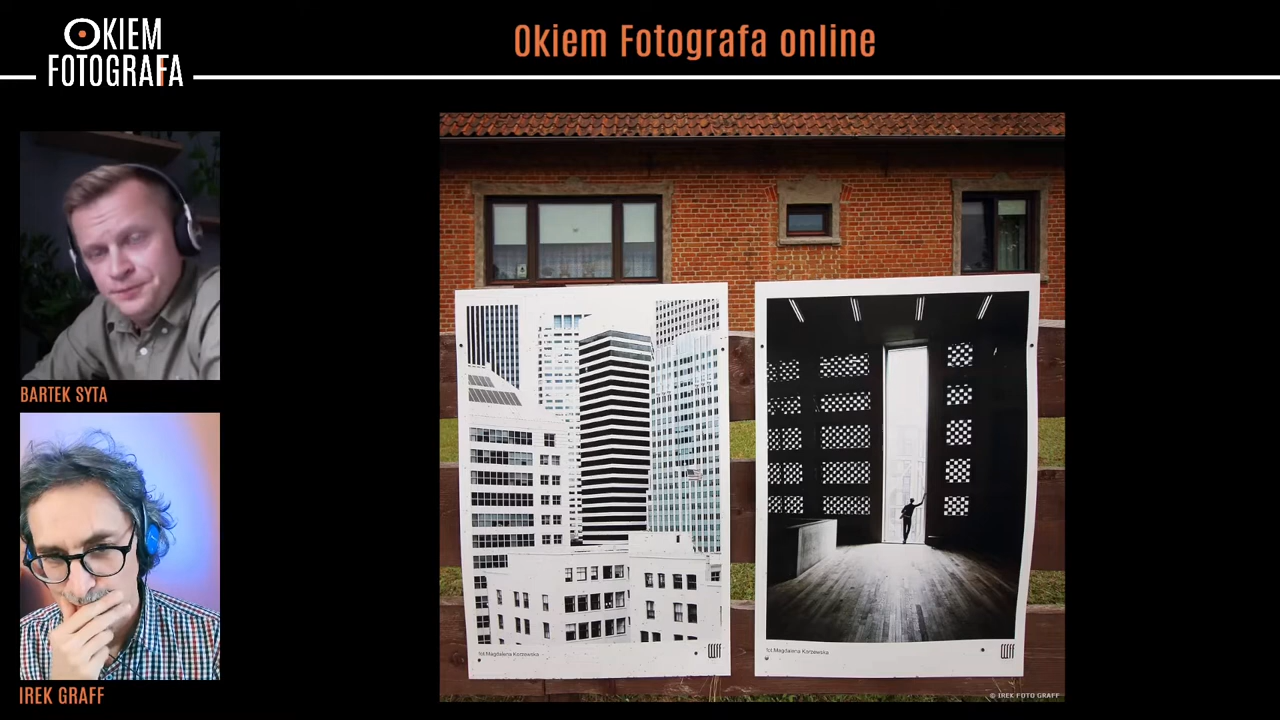 OKIEM
FOTOGRAFA
Okiem Fotografa online
BARTEK SYTA
IREK GRAFF
fot.Magdalena Korzewska
fot.Magdalena Korzewska
© IREK FOTO GRAFF